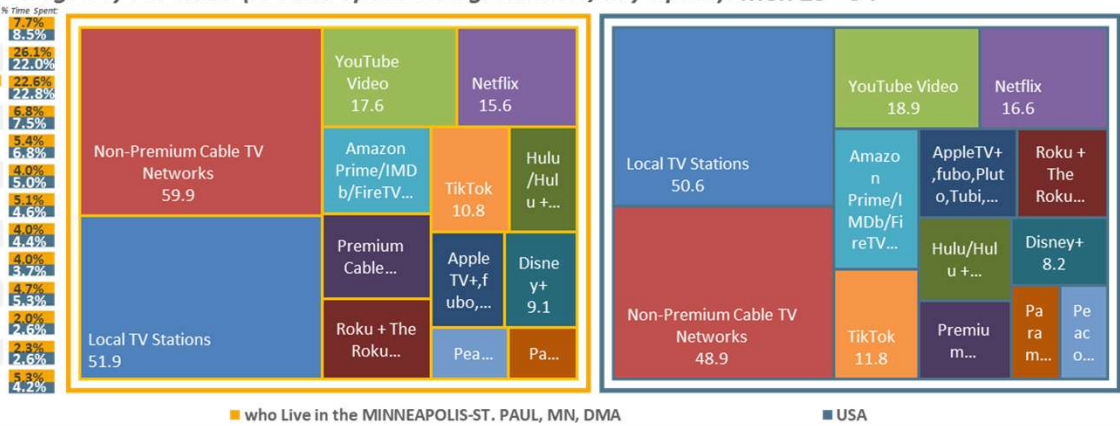 % Time Spent:
7.7%
8.5%
26.1%
22.0%
22.6%
22.8%
6.8%
7.5%
5.4%
6.8%
4.0%
5.0%
5.1%
4.6%
4.0%
4.4%
4.0%
3.7%
4.7%
5.3%
2.0%
2.6%
2.3%
2.6%
5.3%
4.2%
Non-Premium Cable TV
Networks
59.9
Local TV Stations
51.9
YouTube
Video
17.6
Netflix
15.6
Amazon
Prime/IMD
b/FireTV...
TikTok
10.8
Hulu
/Hul
u +...
Premium
Cable...
Apple
TV+,f
ubo,...
Disne
y+
9.1
Roku + The
Roku...
Pea...
Pa...
Local TV Stations
50.6
Non-Premium Cable TV
Networks
48.9
YouTube Video
18.9
Netflix
16.6
Amazo
n
Prime/I
MDb/Fi
reTV...
AppleTV+
,fubo,Plut
o,Tubi,...
Roku +
The
Roku...
Hulu/Hul
u +...
Disney+
8.2
TikTok
11.8
Premiu
m...
Pa
ra
m...
Pe
ac
o...
who Live in the MINNEAPOLIS-ST. PAUL, MN, DMA
USA